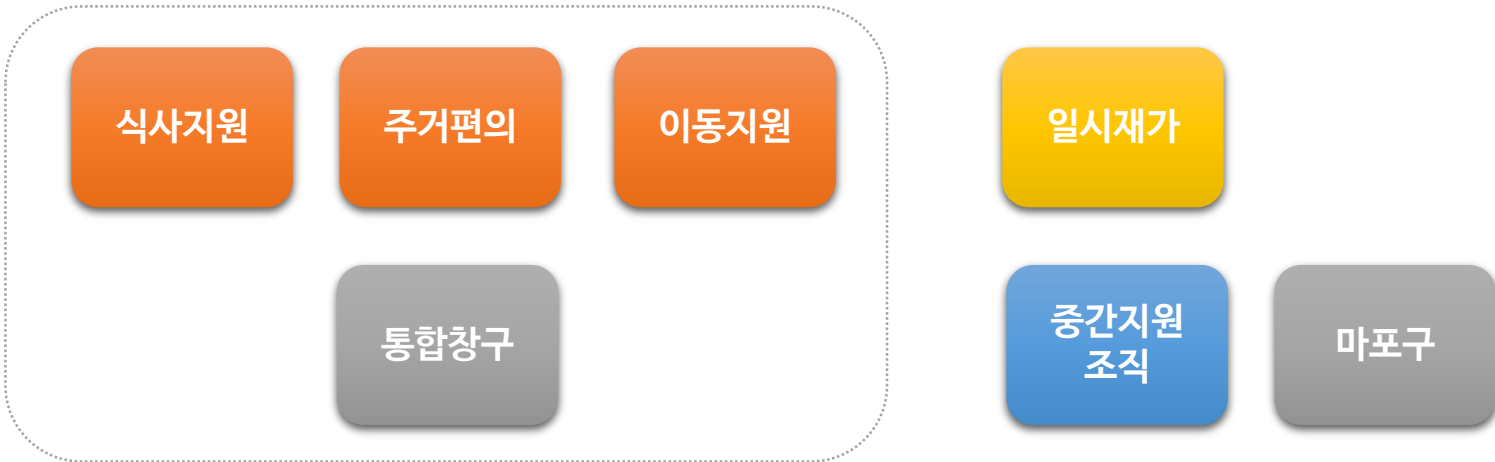 식사지원
주거편의
이동지원
일시재가
통합창구
중간지원
조직
마포구